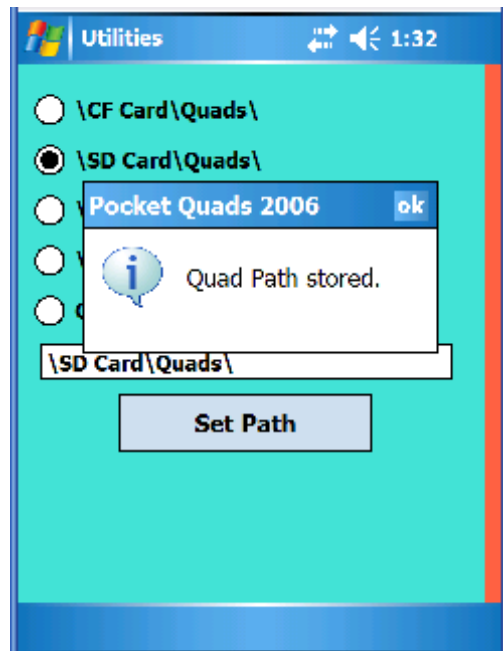 Utilities 1:32
\CF Card\Quads\
\SD Card\Quads\
Pocket Quads 2006 ok
Quad Path stored.
\SD Card\Quads\
Set Path